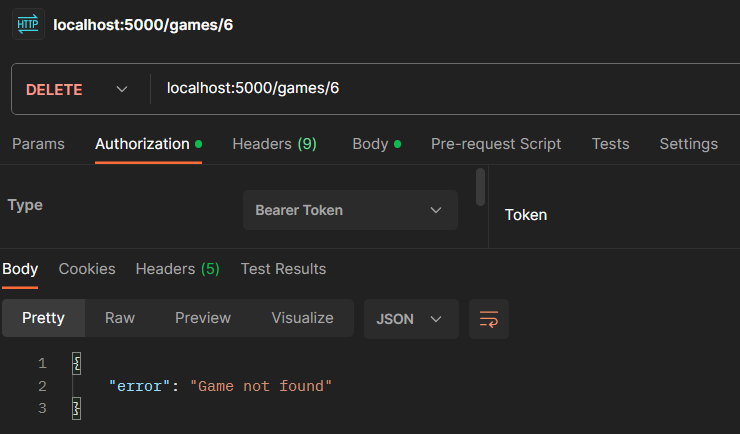 HTTP localhost:5000/games/6
DELETE localhost:5000/games/6
Params Authorization Headers (9) Body Pre-request Script Tests Settings
Type Bearer Token Token
Body Cookies Headers (5) Test Results
Pretty Raw Preview Visualize JSON
1 {
2 "error": "Game not found"
3 }